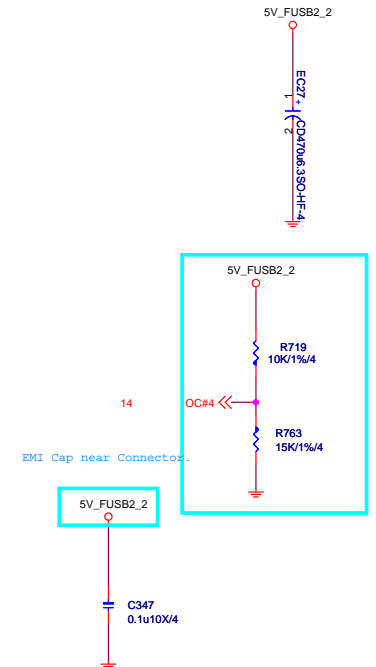 5V_FUSB2_2
1
EC27
+
2
CD470u6.3SO-HF-4
5V_FUSB2_2
R719
10K/1%/4
14
OC#4
R763
15K/1%/4
EMI Cap near Connector.
5V_FUSB2_2
C347
0.1u10X/4